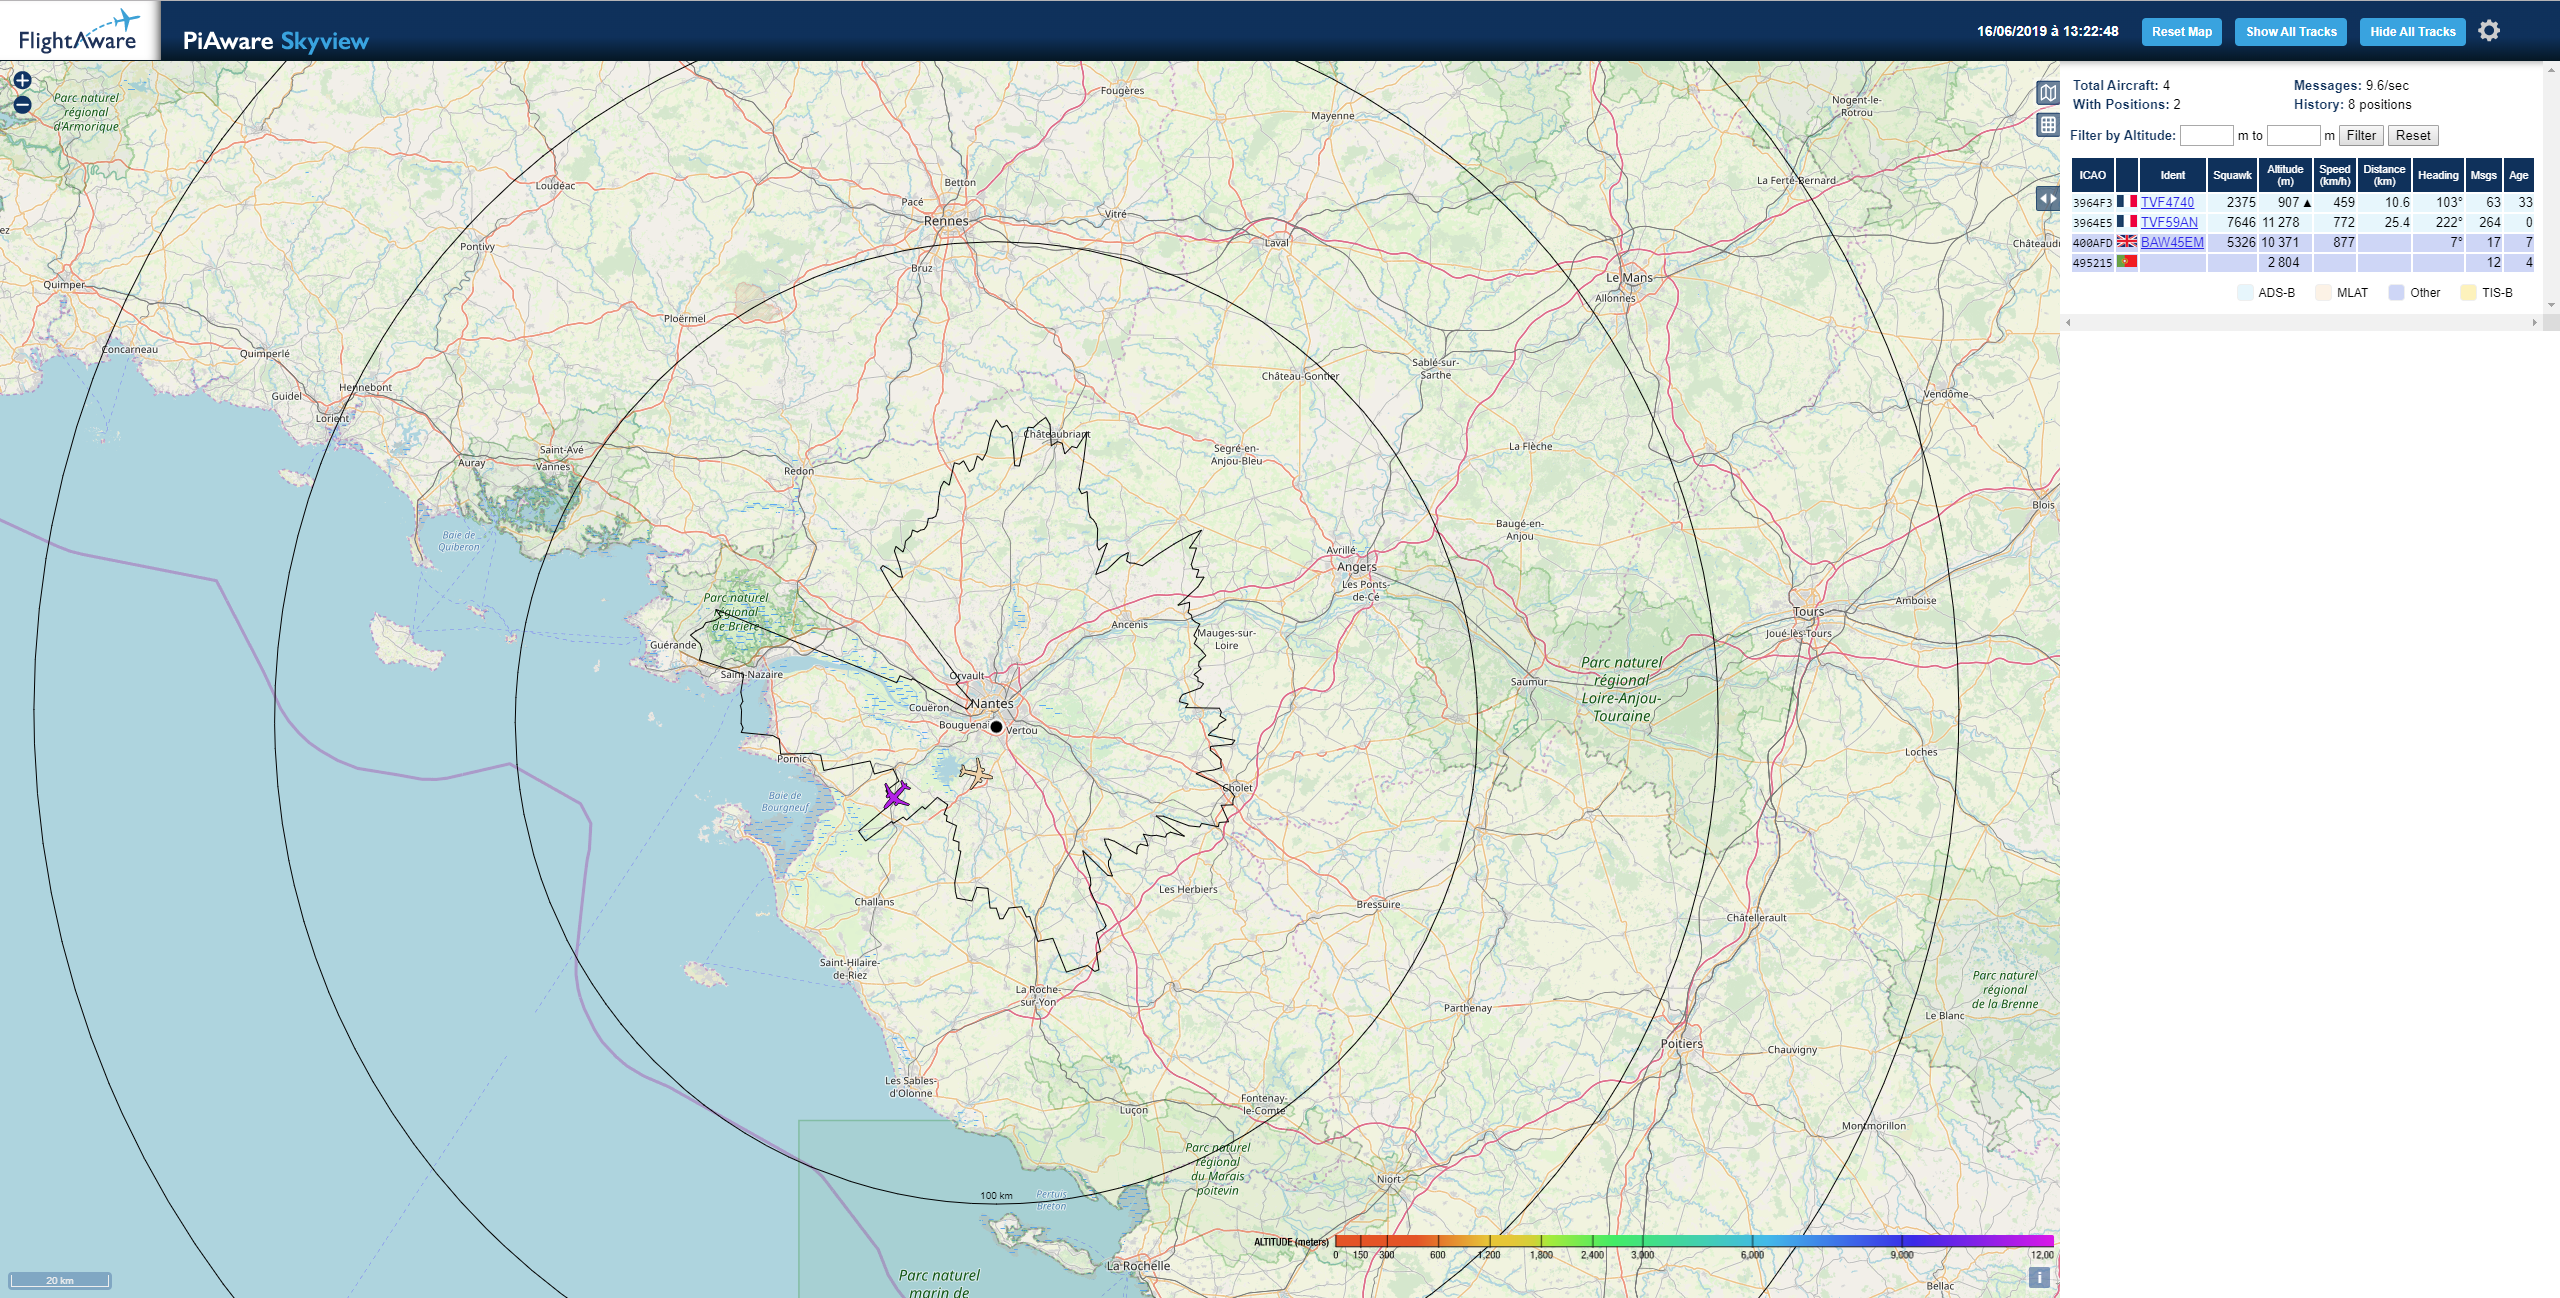 FlightAware
PiAware Skyview
16/06/2019 à 13:22:48
Reset Map
Show All Tracks
Hide All Tracks
Total Aircraft: 4
Messages: 9.6/sec
With Positions: 2
History: 8 positions
Filter by Altitude: m to m Filter Reset
ICAO Ident Squawk Altitude (m) Speed (km/h) Distance (km) Heading Msgs Age
3964F3 TVF4740 2375 907 ▲ 459 10.6 103° 63 33
3964E5 TVF59AN 7646 11 278 772 25.4 222° 264 0
400AFD BAW45EM 5326 10 371 877 7° 17 7
495215 2 804 12 4
ADS-B MLAT Other TIS-B
Parc naturel
régional
d'Armorique
Fougères
Mayenne
Nogent-le-
Rotrou
Loudéac
Betton
La Ferté-Bernard
Pacé
Rennes
Vitré
Laval
Pontivy
Châteaud
Bruz
Quimper
Le Mans
Allonnes
Ploërmel
Concarneau
Quimperlé
Sablé-sur-
Sarthe
Château-Gontier
Hennebont
Guidel
Lorient
Vendôme
Châteaubriant
Saint-Avé
Vannes
Auray
Redon
Segré-en-
Anjou-Bleu
La Flèche
Blois
Baie de
Quiberon
Baugé-en-
Anjou
Avrillé
Angers
Les Ponts-
de-Cé
Parc naturel
régional
de Brière
Ancenis
Mauges-sur-
Loire
Tours
Amboise
Joué-lès-Tours
Guérande
Saint-Nazaire
Orvault
Nantes
Couëron
Bouguenai
Vertou
Saumur
Parc naturel
régional
Loire-Anjou-
Touraine
Loches
Pornic
Baie de
Bourgneuf
Cholet
Les Herbiers
Bressuire
Challans
Châtellerault
Saint-Hilaire-
de-Riez
La Roche-
sur-Yon
Parthenay
Parc naturel
régional
de la Brenne
Le Blanc
Poitiers
Chauvigny
Les Sables-
d'Olonne
Luçon
Fontenay-
le-Comte
Montmorillon
Parc naturel
régional
du Marais
poitevin
Niort
100 km
Pertuis
Breton
La Rochelle
Parc naturel
marin de
Bellac
ALTITUDE (meters)
0 150 300 600 1,200 1,800 2,400 3,000 6,000 9,000 12,00
20 km
i